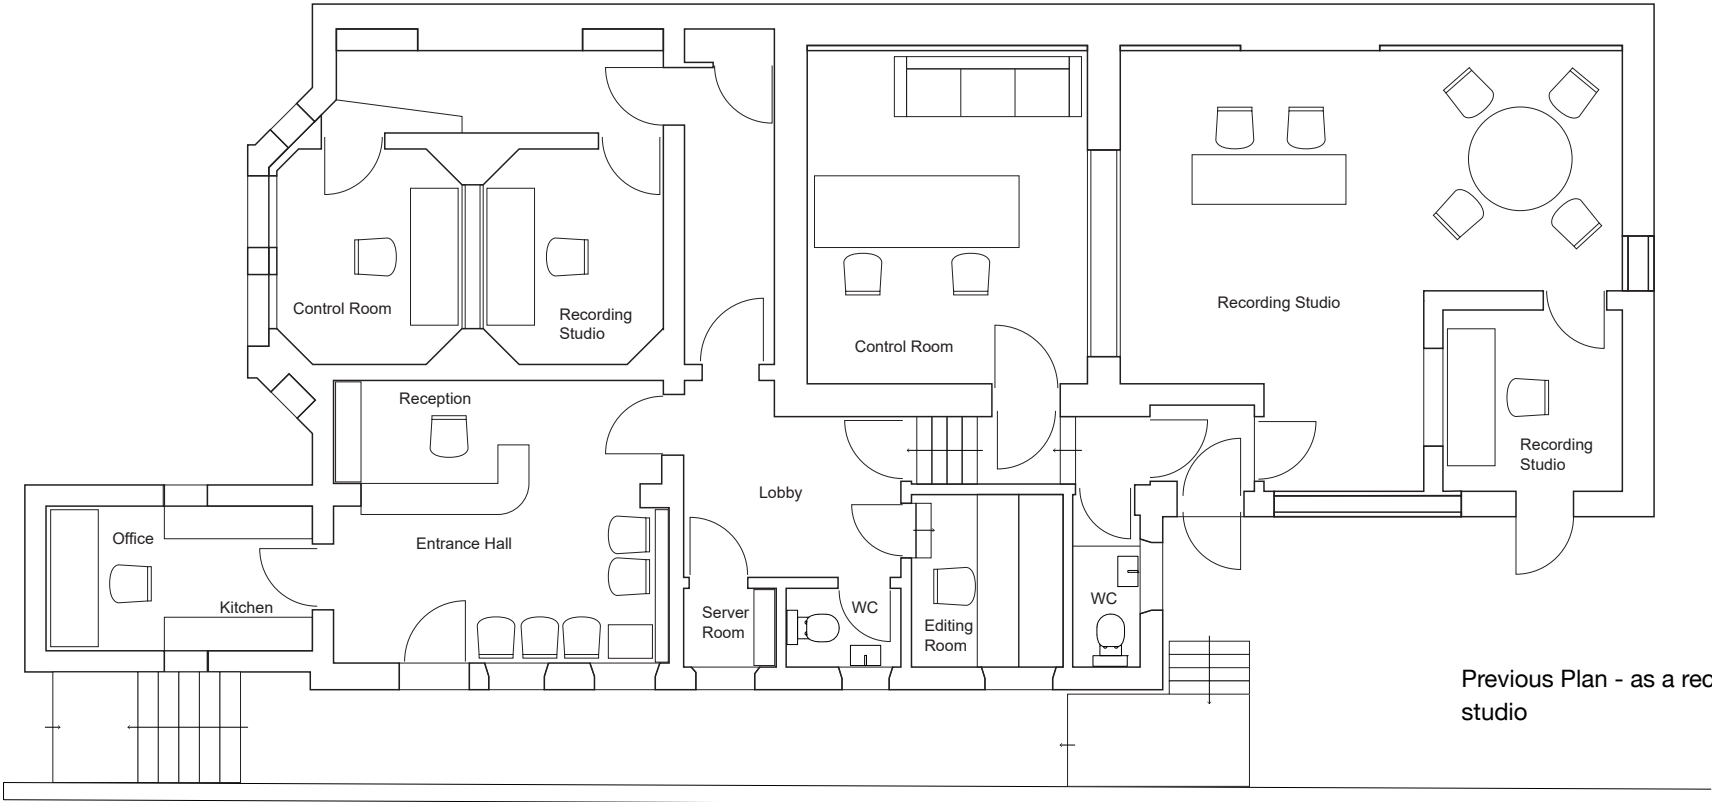 Control Room
Recording
Studio
Control Room
Recording Studio
Recording
Studio
Reception
Lobby
Office
Entrance Hall
Kitchen
Server
Room
WC
Editing
Room
WC
Previous Plan - as a rec
studio